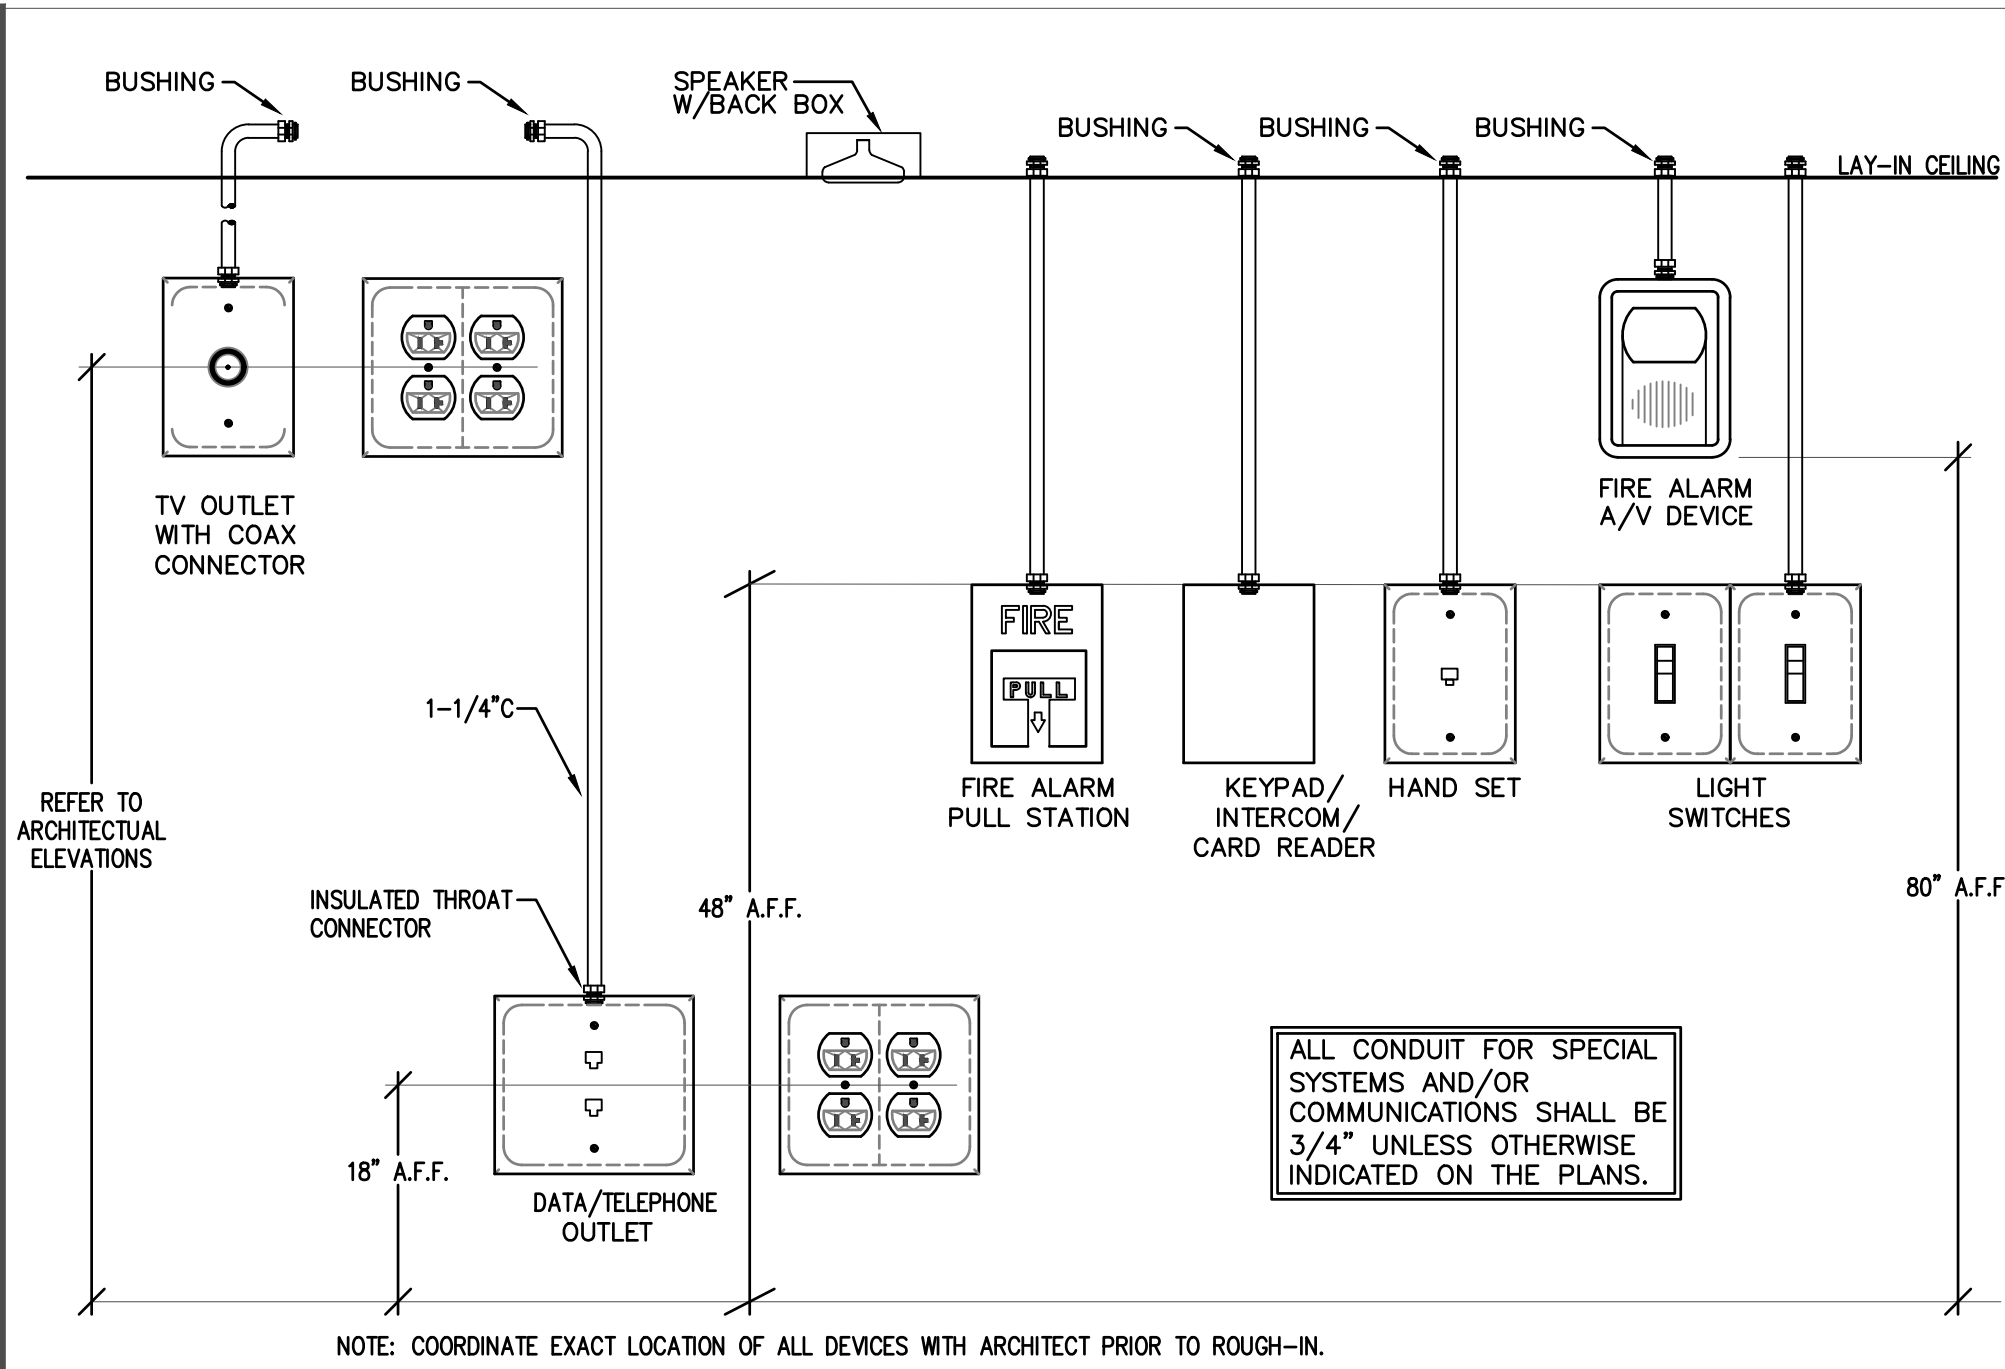 BUSHING
BUSHING
SPEAKER
W/BACK BOX
BUSHING
BUSHING
BUSHING
LAY-IN CEILING
TV OUTLET
WITH COAX
CONNECTOR
FIRE ALARM
A/V DEVICE
FIRE
PULL
1-1/4"C
FIRE ALARM
PULL STATION
KEYPAD/
INTERCOM/
CARD READER
HAND SET
LIGHT
SWITCHES
REFER TO
ARCHITECTUAL
ELEVATIONS
INSULATED THROAT
CONNECTOR
48" A.F.F.
80" A.F.F
18" A.F.F.
DATA/TELEPHONE
OUTLET
ALL CONDUIT FOR SPECIAL
SYSTEMS AND/OR
COMMUNICATIONS SHALL BE
3/4" UNLESS OTHERWISE
INDICATED ON THE PLANS.
NOTE: COORDINATE EXACT LOCATION OF ALL DEVICES WITH ARCHITECT PRIOR TO ROUGH-IN.